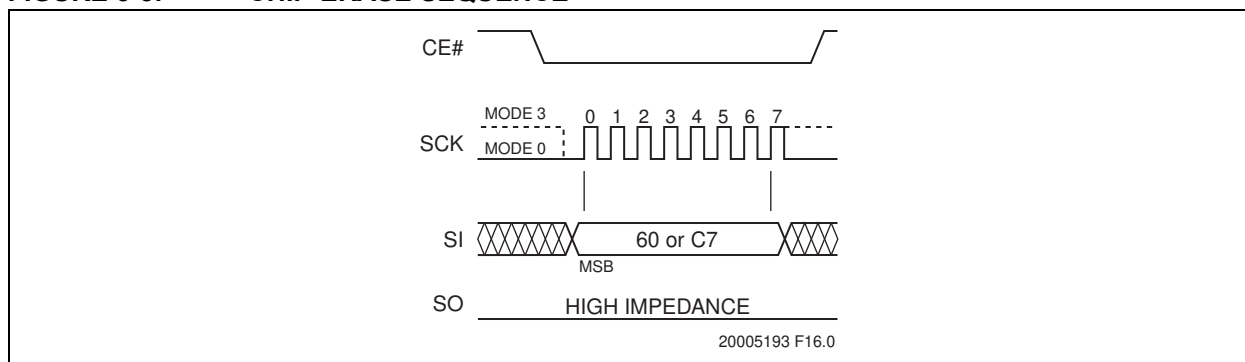 CE#
MODE 3
0 1 2 3 4 5 6 7
SCK
MODE 0
SI
60 or C7
MSB
SO
HIGH IMPEDANCE
20005193 F16.0